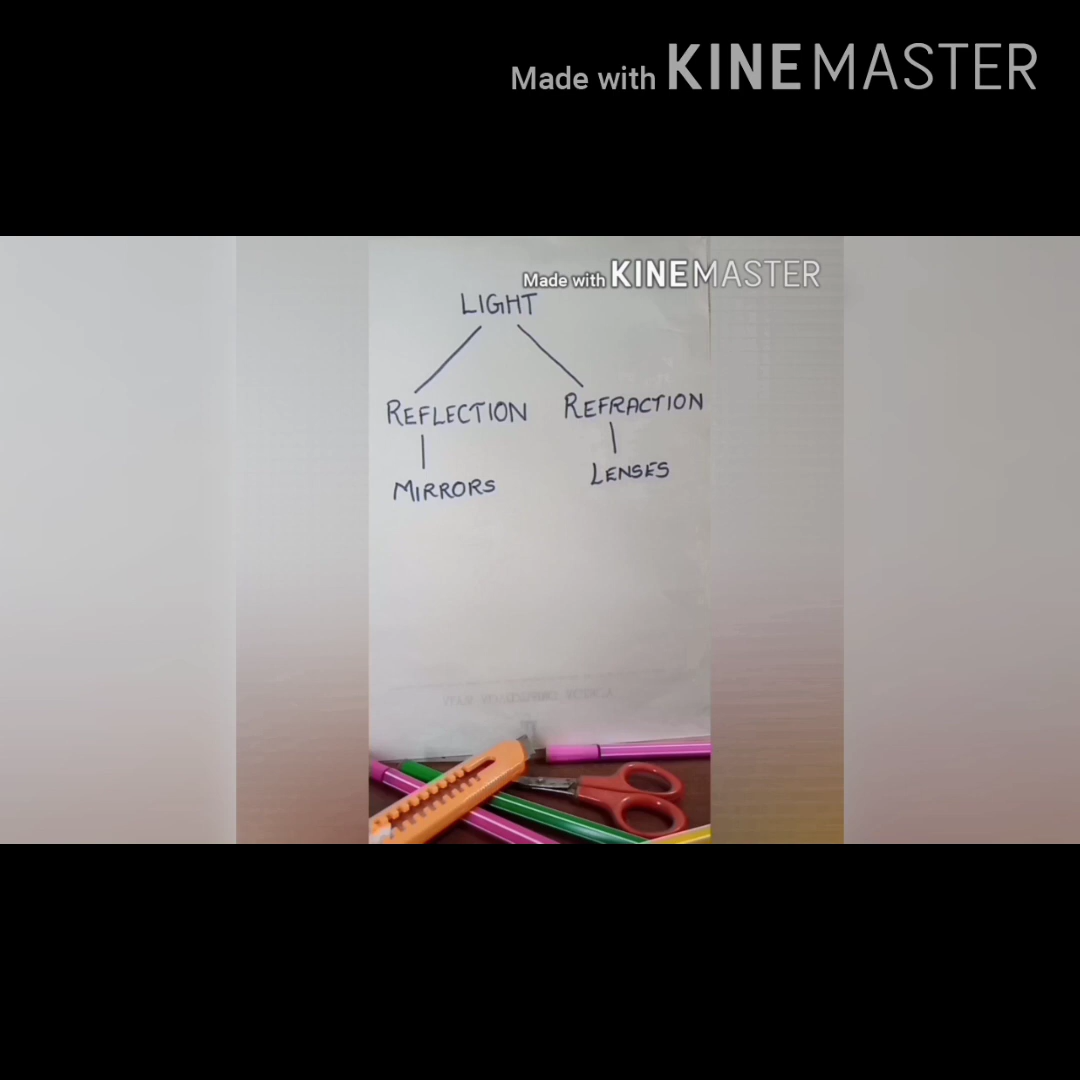 Made with KINEMASTER
Made with KINEMASTER
LIGHT
REFLECTION REFRACTION
MIRRORS LENSES